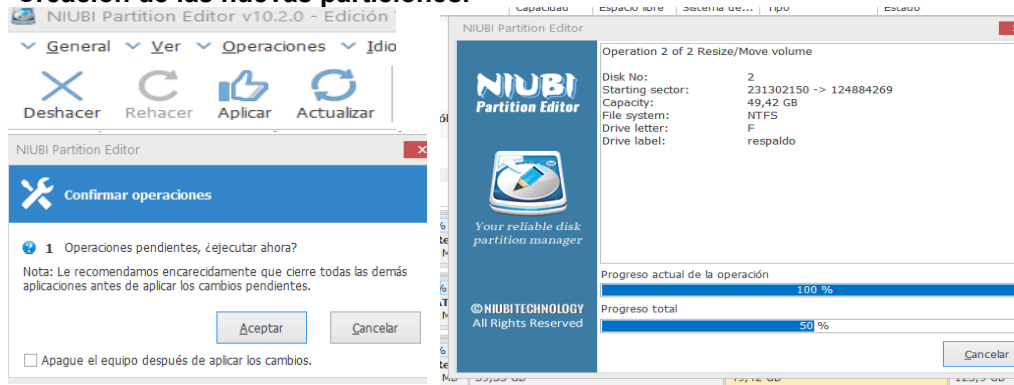 Creación de las nuevas particiones.
NIUBI Partition Editor v10.2.0 - Edición
General Ver Operaciones Idio
Deshacer Rehacer Aplicar Actualizar
NIUBI Partition Editor
Confirmar operaciones
1 Operaciones pendientes, ¿ejecutar ahora?
Nota: Le recomendamos encarecidamente que cierre todas las demás
aplicaciones antes de aplicar los cambios pendientes.
Aceptar Cancelar
Apague el equipo después de aplicar los cambios.
Capacidad Espacio libre Sistema de... Tipo Estado
NIUBI Partition Editor
NIUBI
Partition Editor
Your reliable disk
partition manager
©NIUBITECHNOLOGY
All Rights Reserved
Operation 2 of 2 Resize/Move volume
Disk No: 2
Starting sector: 231302150 -> 124884269
Capacity: 49,42 GB
File system: NTFS
Drive letter: F
Drive label: respaldo
Progreso actual de la operación
100 %
Progreso total
50 %
Cancelar